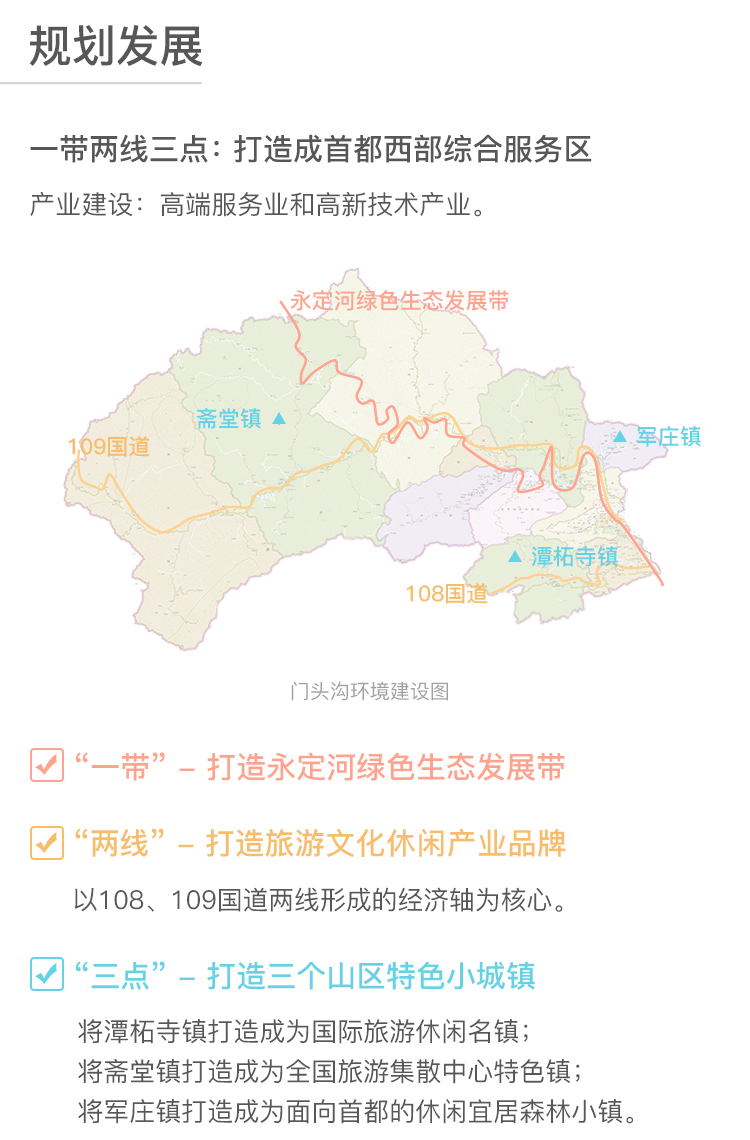 规划发展
一带两线三点：打造成首都西部综合服务区
产业建设：高端服务业和高新技术产业。
永定河绿色生态发展带
斋堂镇
109国道
军庄镇
潭柘寺镇
108国道
门头沟环境建设图
“一带” – 打造永定河绿色生态发展带
“两线” – 打造旅游文化休闲产业品牌
以108、109国道两线形成的经济轴为核心。
“三点” – 打造三个山区特色小城镇
将潭柘寺镇打造成为国际旅游休闲名镇；
将斋堂镇打造成为全国旅游集散中心特色镇；
将军庄镇打造成为面向首都的休闲宜居森林小镇。